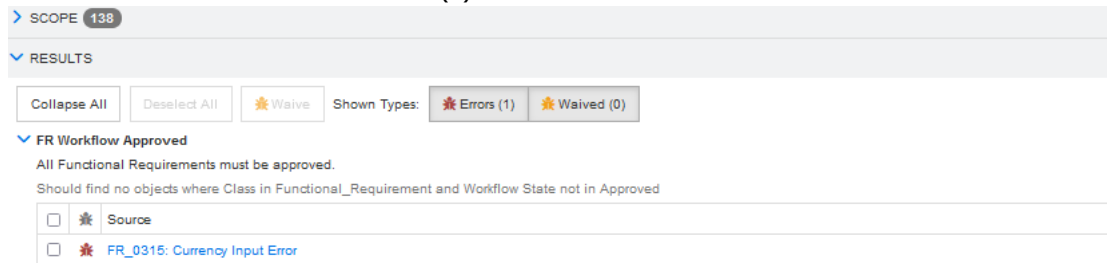 SCOPE 138
RESULTS
Collapse All Deselect All Waive Shown Types: Errors (1) Waived (0)
FR Workflow Approved
All Functional Requirements must be approved.
Should find no objects where Class in Functional_Requirement and Workflow State not in Approved
Source
FR_0315: Currency Input Error